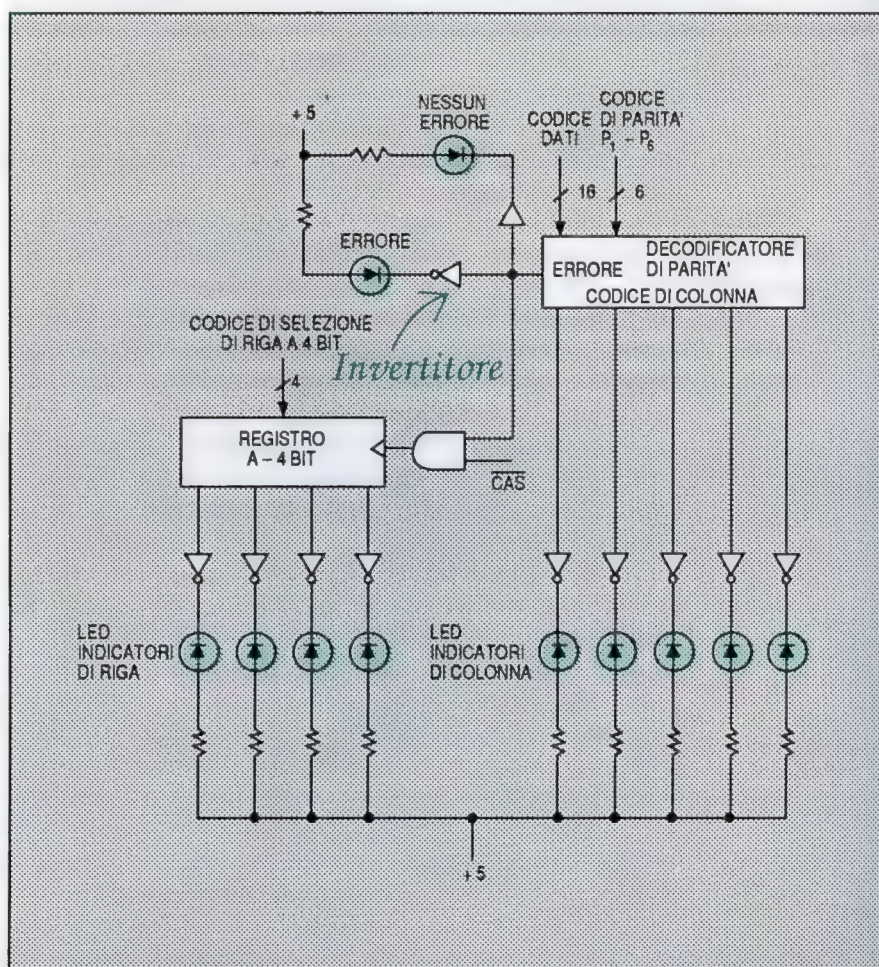 NESSUN
ERRORE
+ 5
CODICE
DATI
CODICE
DI PARITA'
P₁ – P₆
16
6
ERRORE
DECODIFICATORE
DI PARITA'
ERRORE
CODICE DI COLONNA
CODICE DI SELEZIONE
DI RIGA A 4 BIT
Invertitore
4
REGISTRO
A – 4 BIT
CAS
LED
INDICATORI
DI RIGA
LED
INDICATORI
DI COLONNA
+ 5